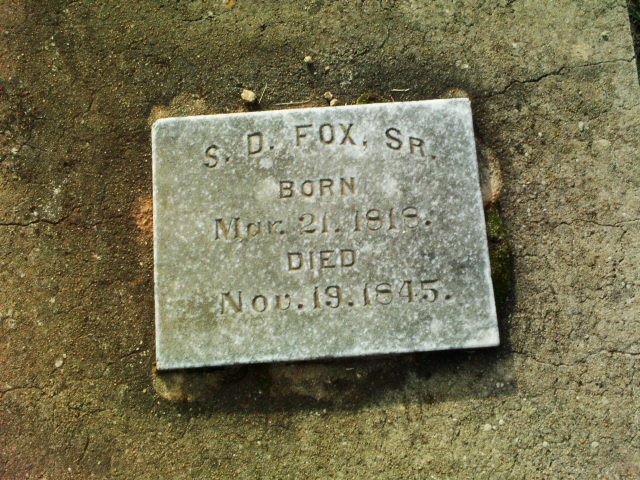 S. D. FOX, SR.
BORN
Mar. 21. 1818.
DIED
Nov. 19. 1845.